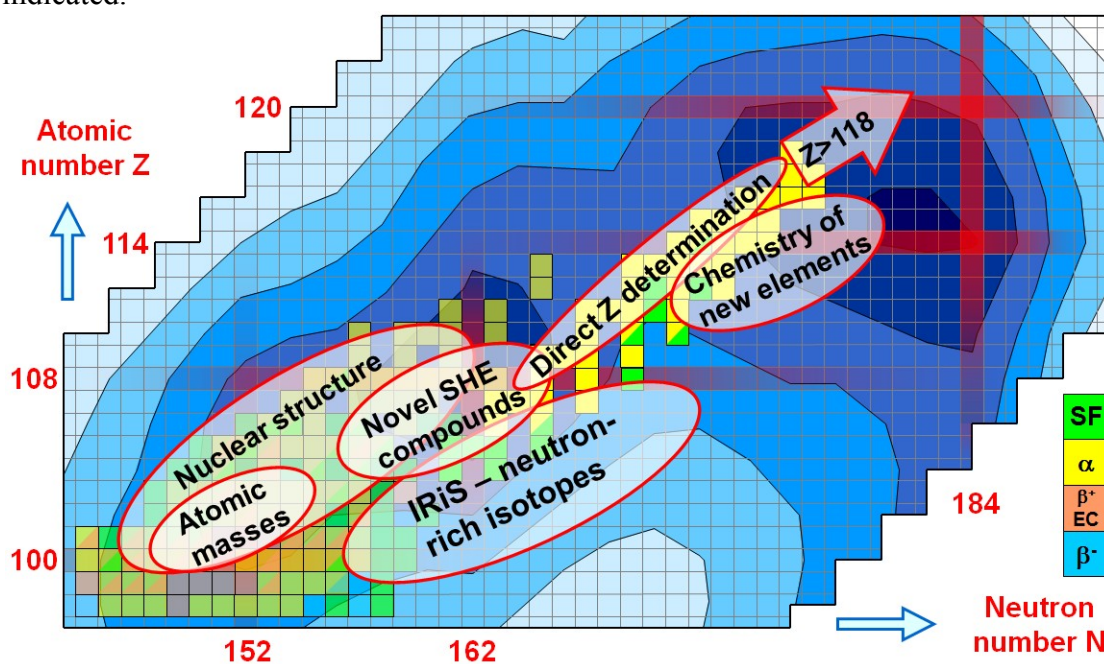 indicated.
120
Atomic
number Z
114
108
100
Z>118
Direct Z determination
Chemistry of
new elements
Nuclear structure
Novel SHE
compounds
Atomic
masses
IRiS – neutron-
rich isotopes
SF
α
β⁺
EC
β⁻
184
152
162
Neutron
number N